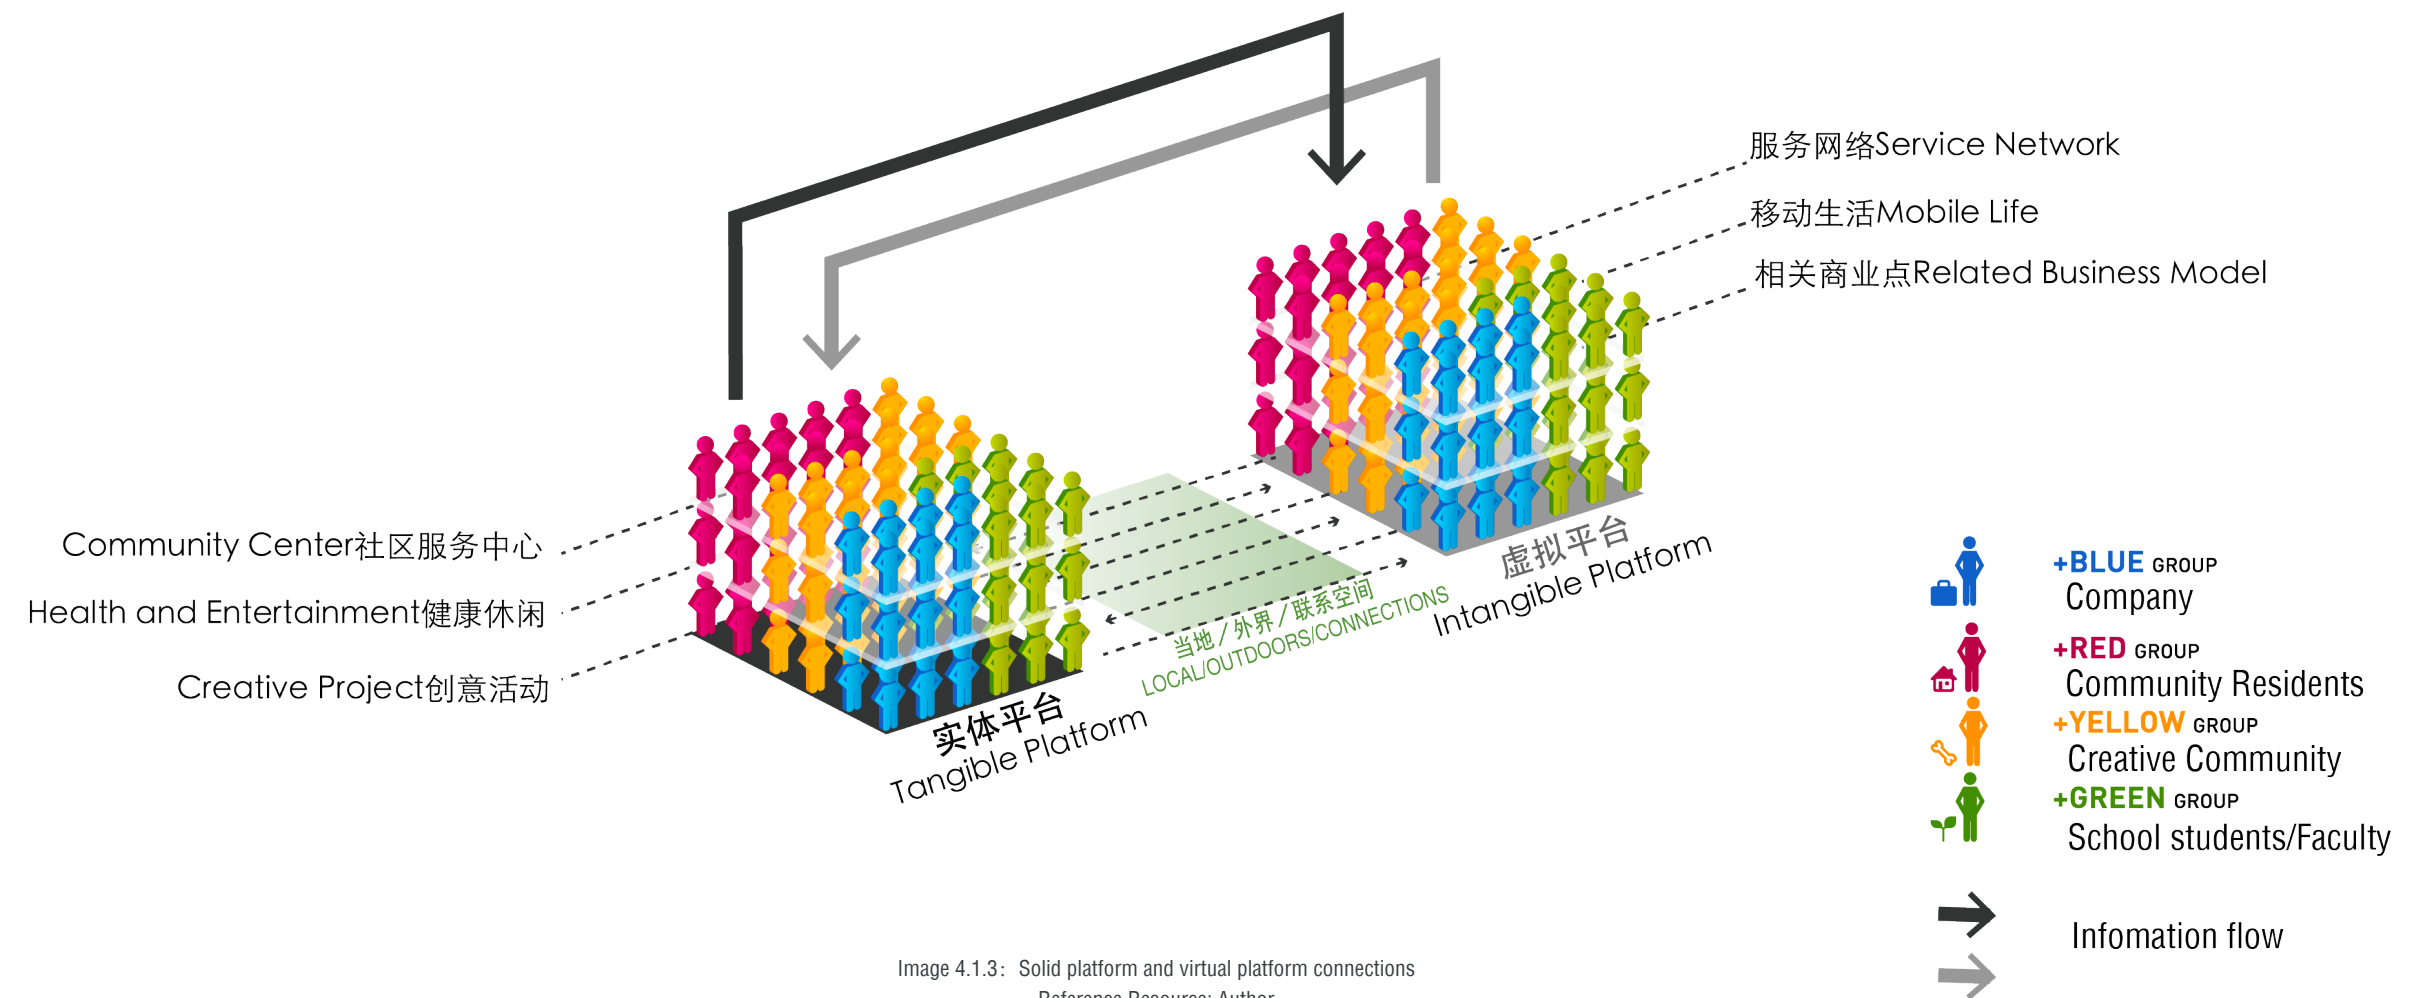 服务网络Service Network
移动生活Mobile Life
相关商业点Related Business Model
Community Center社区服务中心
Health and Entertainment健康休闲
Creative Project创意活动
当地／外界／联系空间
LOCAL/OUTDOORS/CONNECTIONS
虚拟平台
Intangible Platform
实体平台
Tangible Platform
+BLUE GROUP
Company
+RED GROUP
Community Residents
+YELLOW GROUP
Creative Community
+GREEN GROUP
School students/Faculty
Infomation flow
Image 4.1.3： Solid platform and virtual platform connections
Reference Resource: Author